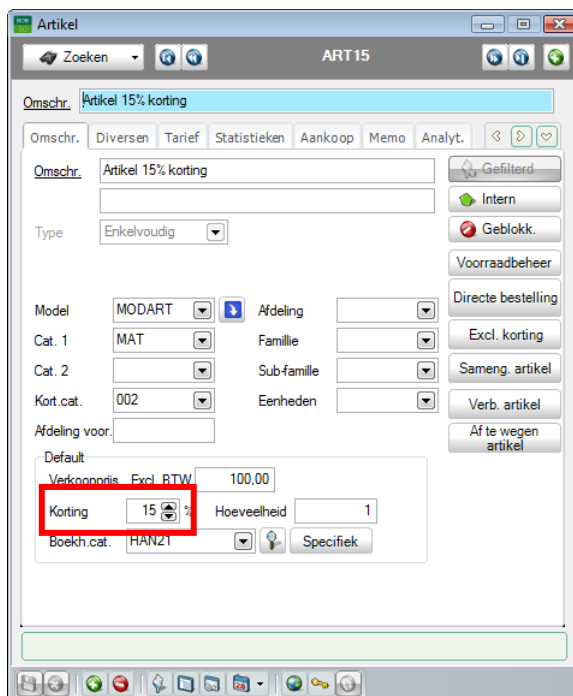 Artikel
Zoeken ART15
Omschr. Artikel 15% korting
Omschr. Diversen Tarief Statistieken Aankoop Memo Analyt.
Omschr. Artikel 15% korting
Gefilterd
Intern
Type Enkelvoudig
Geblokk.
Voorraadbeheer
Directe bestelling
Model MODART Afdeling
Excl. korting
Cat. 1 MAT Famillie
Cat. 2 Sub-famille
Sameng. artikel
Kort.cat. 002 Eenheden
Verb. artikel
Afdeling voor.
Af te wegen
artikel
Default
Verkoopprijs Excl. BTW 100,00
Korting 15 % Hoeveelheid 1
Boekh.cat. HAN21 Specifiek